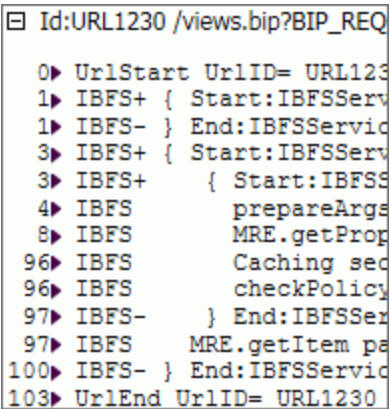 Id:URL1230 /views.bip?BIP_REQ
0 UrlStart UrlID= URL123
1 IBFS+ { Start:IBFSServ
1 IBFS- } End:IBFSServic
3 IBFS+ { Start:IBFSServ
3 IBFS+ { Start:IBFSS
4 IBFS prepareArgs
8 IBFS MRE.getProp
96 IBFS Caching sec
96 IBFS checkPolicy
97 IBFS- } End:IBFSSer
97 IBFS MRE.getItem pa
100 IBFS- } End:IBFSServic
103 UrlEnd UrlID= URL1230